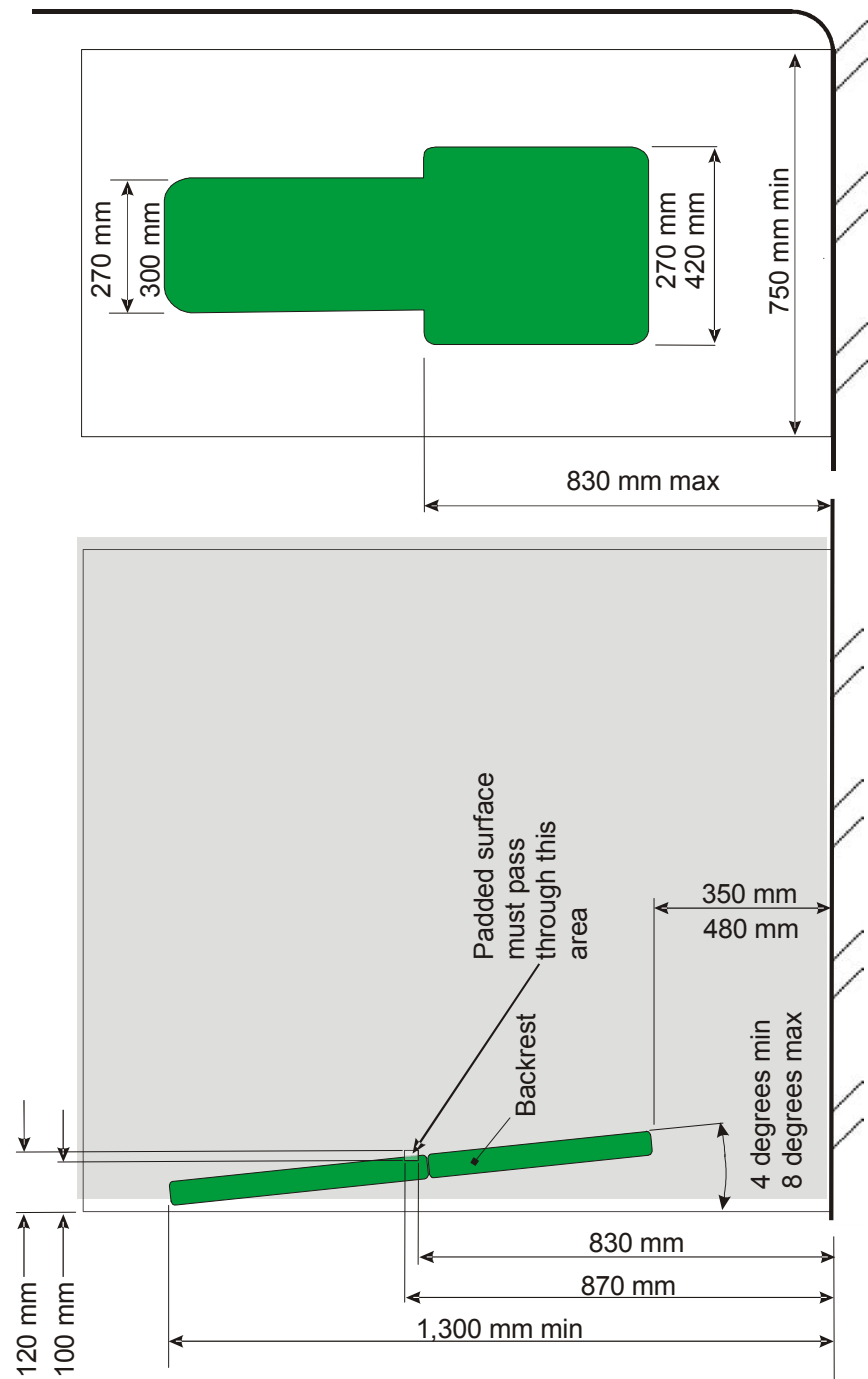 270 mm
300 mm
270 mm
420 mm
750 mm min
830 mm max
Padded surface
must pass
through this
area
Backrest
350 mm
480 mm
4 degrees min
8 degrees max
830 mm
870 mm
1,300 mm min
120 mm
100 mm